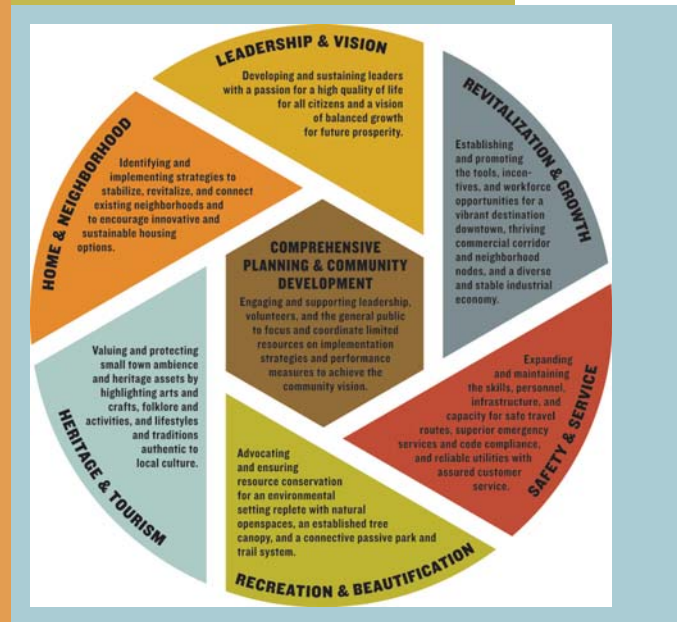 LEADERSHIP & VISION
Developing and sustaining leaders
with a passion for a high quality of life
for all citizens and a vision
of balanced growth
for future prosperity.
REVITALIZATION & GROWTH
Establishing
and promoting
the tools, incen-
tives, and workforce
opportunities for a
vibrant destination
downtown, thriving
commercial corridor
and neighborhood
nodes, and a diverse
and stable industrial
economy.
HOME & NEIGHBORHOOD
Identifying and
implementing strategies to
stabilize, revitalize, and connect
existing neighborhoods and
to encourage innovative and
sustainable housing
options.
COMPREHENSIVE
PLANNING & COMMUNITY
DEVELOPMENT
Engaging and supporting leadership,
volunteers, and the general public
to focus and coordinate limited
resources on implementation
strategies and performance
measures to achieve the
community vision.
SAFETY & SERVICE
Expanding
and maintaining
the skills, personnel,
infrastructure, and
capacity for safe travel
routes, superior emergency
services and code compliance,
and reliable utilities with
assured customer
service.
HERITAGE & TOURISM
Valuing and protecting
small town ambience
and heritage assets by
highlighting arts and
crafts, folklore and
activities, and lifestyles
and traditions
authentic to
local culture.
Advocating
and ensuring
resource conservation
for an environmental
setting replete with natural
openspaces, an established tree
canopy, and a connective passive park and
trail system.
RECREATION & BEAUTIFICATION